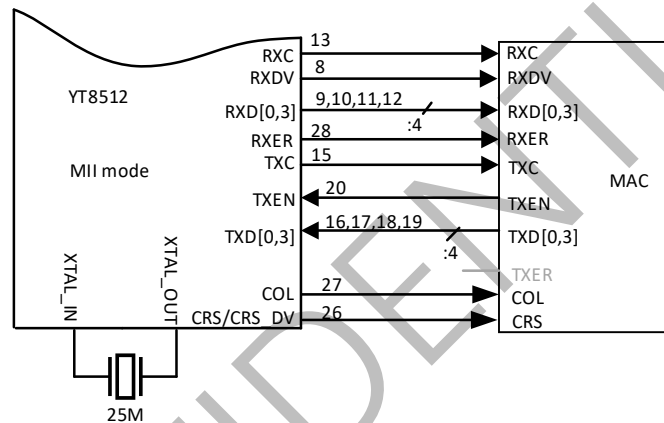 13
RXC
RXC
8
RXDV
RXDV
YT8512
9,10,11,12
RXD[0,3]
RXD[0,3]
:4
28
RXER
RXER
15
TXC
TXC
MII mode
MAC
20
TXEN
TXEN
16,17,18,19
TXD[0,3]
TXD[0,3]
:4
XTAL_IN
XTAL_OUT
TXER
27
COL
COL
26
CRS/CRS_DV
CRS
25M
IDENTI